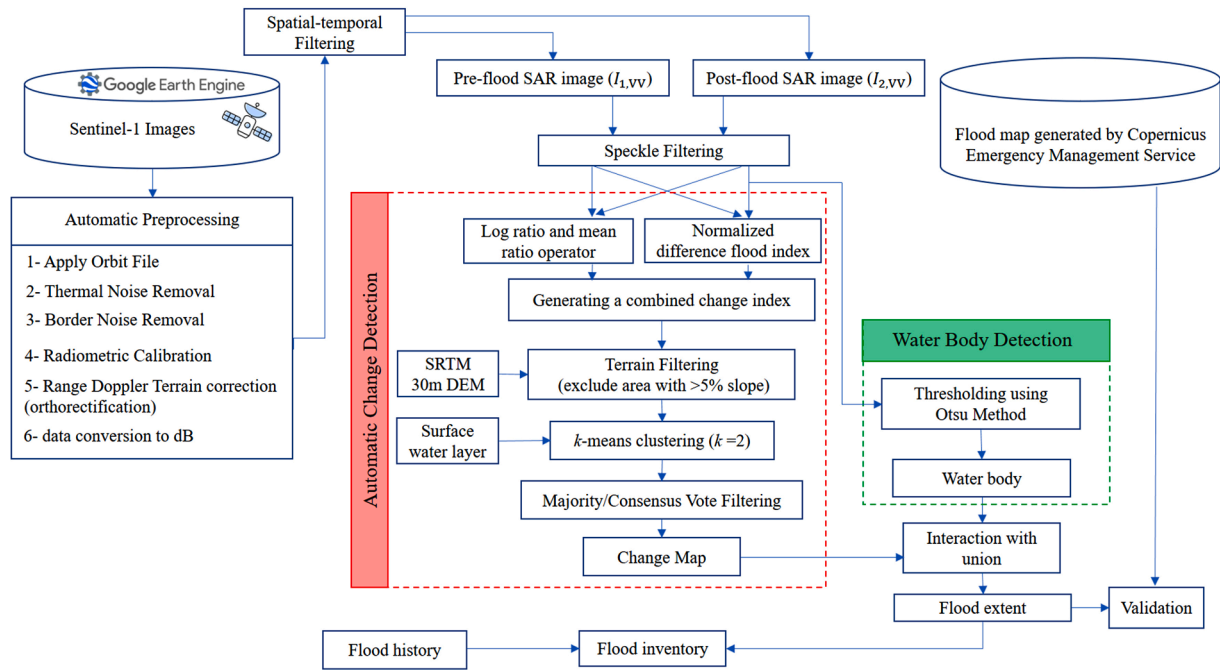 Spatial-temporal
Filtering
Google Earth Engine
Sentinel-1 Images
Pre-flood SAR image (I1,VV)
Post-flood SAR image (I2,VV)
Flood map generated by Copernicus
Emergency Management Service
Speckle Filtering
Automatic Preprocessing
1- Apply Orbit File
2- Thermal Noise Removal
3- Border Noise Removal
4- Radiometric Calibration
5- Range Doppler Terrain correction
(orthorectification)
6- data conversion to dB
Automatic Change Detection
Log ratio and mean
ratio operator
Normalized
difference flood index
Generating a combined change index
SRTM
30m DEM
Terrain Filtering
(exclude area with >5% slope)
Surface
water layer
k-means clustering (k =2)
Majority/Consensus Vote Filtering
Change Map
Water Body Detection
Thresholding using
Otsu Method
Water body
Interaction with
union
Flood extent
Validation
Flood history
Flood inventory